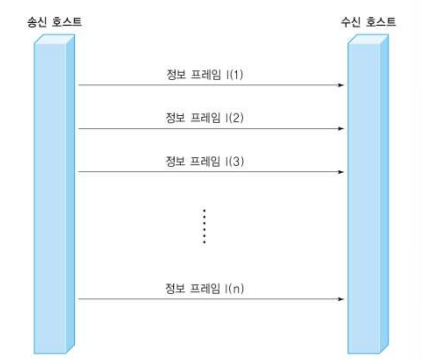 송신 호스트
수신 호스트
정보 프레임 I(1)
정보 프레임 I(2)
정보 프레임 I(3)
정보 프레임 I(n)